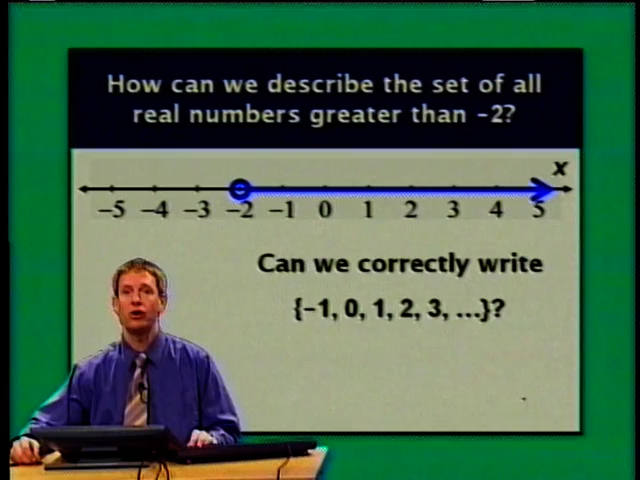 How can we describe the set of all
real numbers greater than -2?
x
–5 –4 –3 –2 –1 0 1 2 3 4 5
Can we correctly write
{–1, 0, 1, 2, 3, ...}?